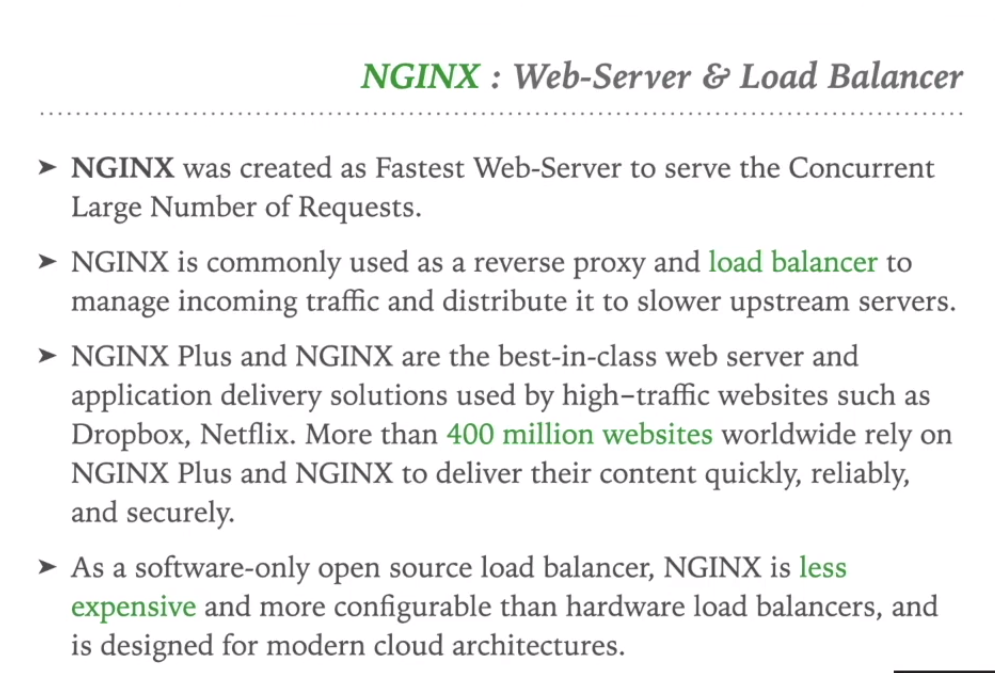 NGINX : Web-Server & Load Balancer
➤ NGINX was created as Fastest Web-Server to serve the Concurrent
Large Number of Requests.
➤ NGINX is commonly used as a reverse proxy and load balancer to
manage incoming traffic and distribute it to slower upstream servers.
➤ NGINX Plus and NGINX are the best-in-class web server and
application delivery solutions used by high–traffic websites such as
Dropbox, Netflix. More than 400 million websites worldwide rely on
NGINX Plus and NGINX to deliver their content quickly, reliably,
and securely.
➤ As a software-only open source load balancer, NGINX is less
expensive and more configurable than hardware load balancers, and
is designed for modern cloud architectures.